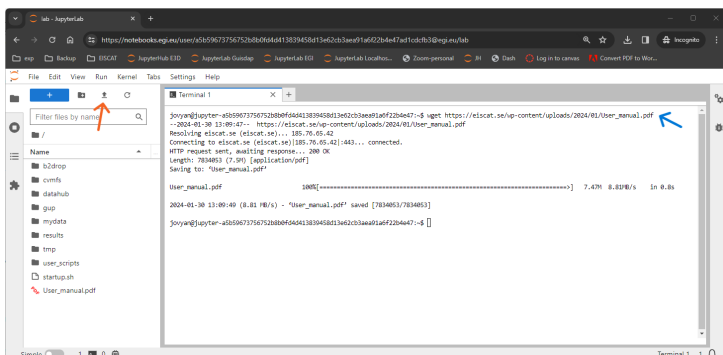 lab - JupyterLab
https://notebooks.egi.eu/user/a5b59673756752b8b0fd4d413839458d13e62cb3aea91a6f22b4e47ad1cdcfb3@egi.eu/lab
Incognito
exp Backup EISCAT JupyterHub E3D JupyterLab Guisdap JupyterLab EGI JupyterLab Localhos... Zoom-personal JH Dash Log in to canvas Convert PDF to Wor...
File Edit View Run Kernel Tabs Settings Help
Terminal 1
Filter files by name
/
Name
b2drop
cvmfs
datahub
gup
mydata
results
tmp
user_scripts
startup.sh
User_manual.pdf
jovyan@jupyter-a5b59673756752b8b0fd4d413839458d13e62cb3aea91a6f22b4e47:~$ wget https://eiscat.se/wp-content/uploads/2024/01/User_manual.pdf
--2024-01-30 13:09:47-- https://eiscat.se/wp-content/uploads/2024/01/User_manual.pdf
Resolving eiscat.se (eiscat.se)... 185.76.65.42
Connecting to eiscat.se (eiscat.se)|185.76.65.42|:443... connected.
HTTP request sent, awaiting response... 200 OK
Length: 7834053 (7.5M) [application/pdf]
Saving to: ‘User_manual.pdf’
User_manual.pdf 100%[===================================================================>] 7.47M 8.81MB/s in 0.8s
2024-01-30 13:09:49 (8.81 MB/s) - ‘User_manual.pdf’ saved [7834053/7834053]
jovyan@jupyter-a5b59673756752b8b0fd4d413839458d13e62cb3aea91a6f22b4e47:~$
Simple 1 0 Terminal 1 1